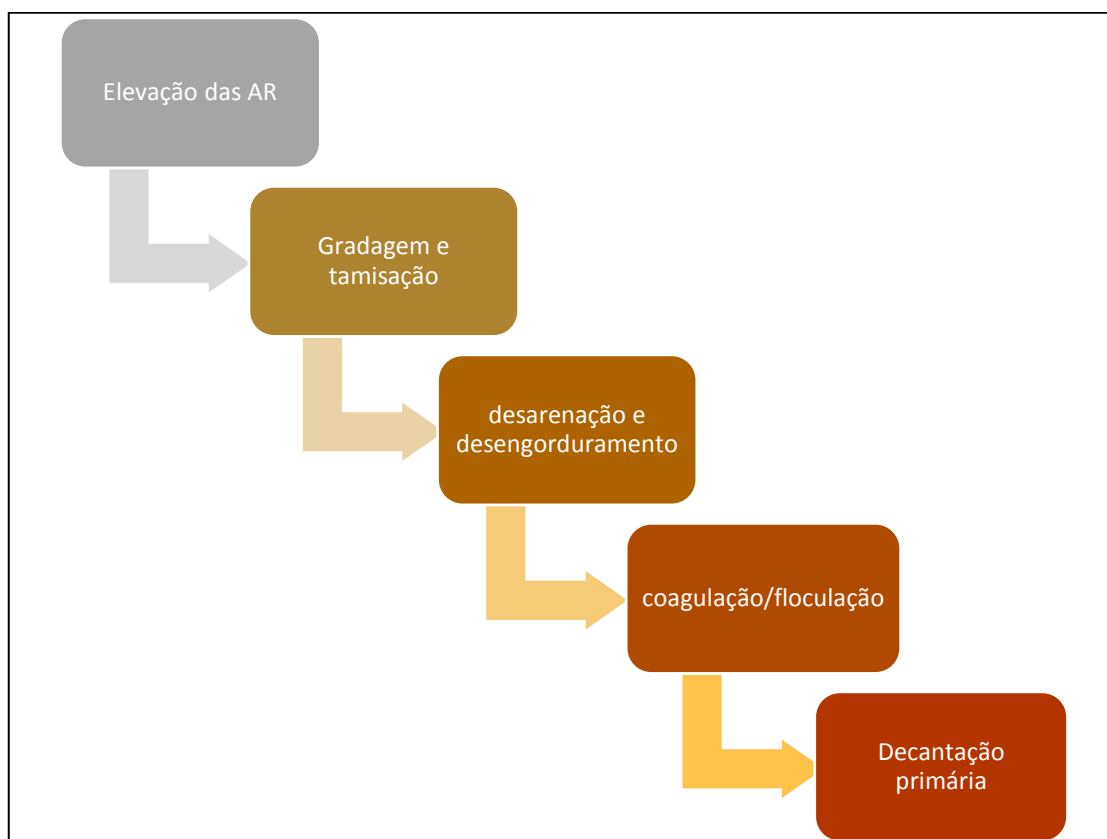 Elevação das AR
Gradagem e
tamisação
desarenação e
desengorduramento
coagulação/floculação
Decantação
primária